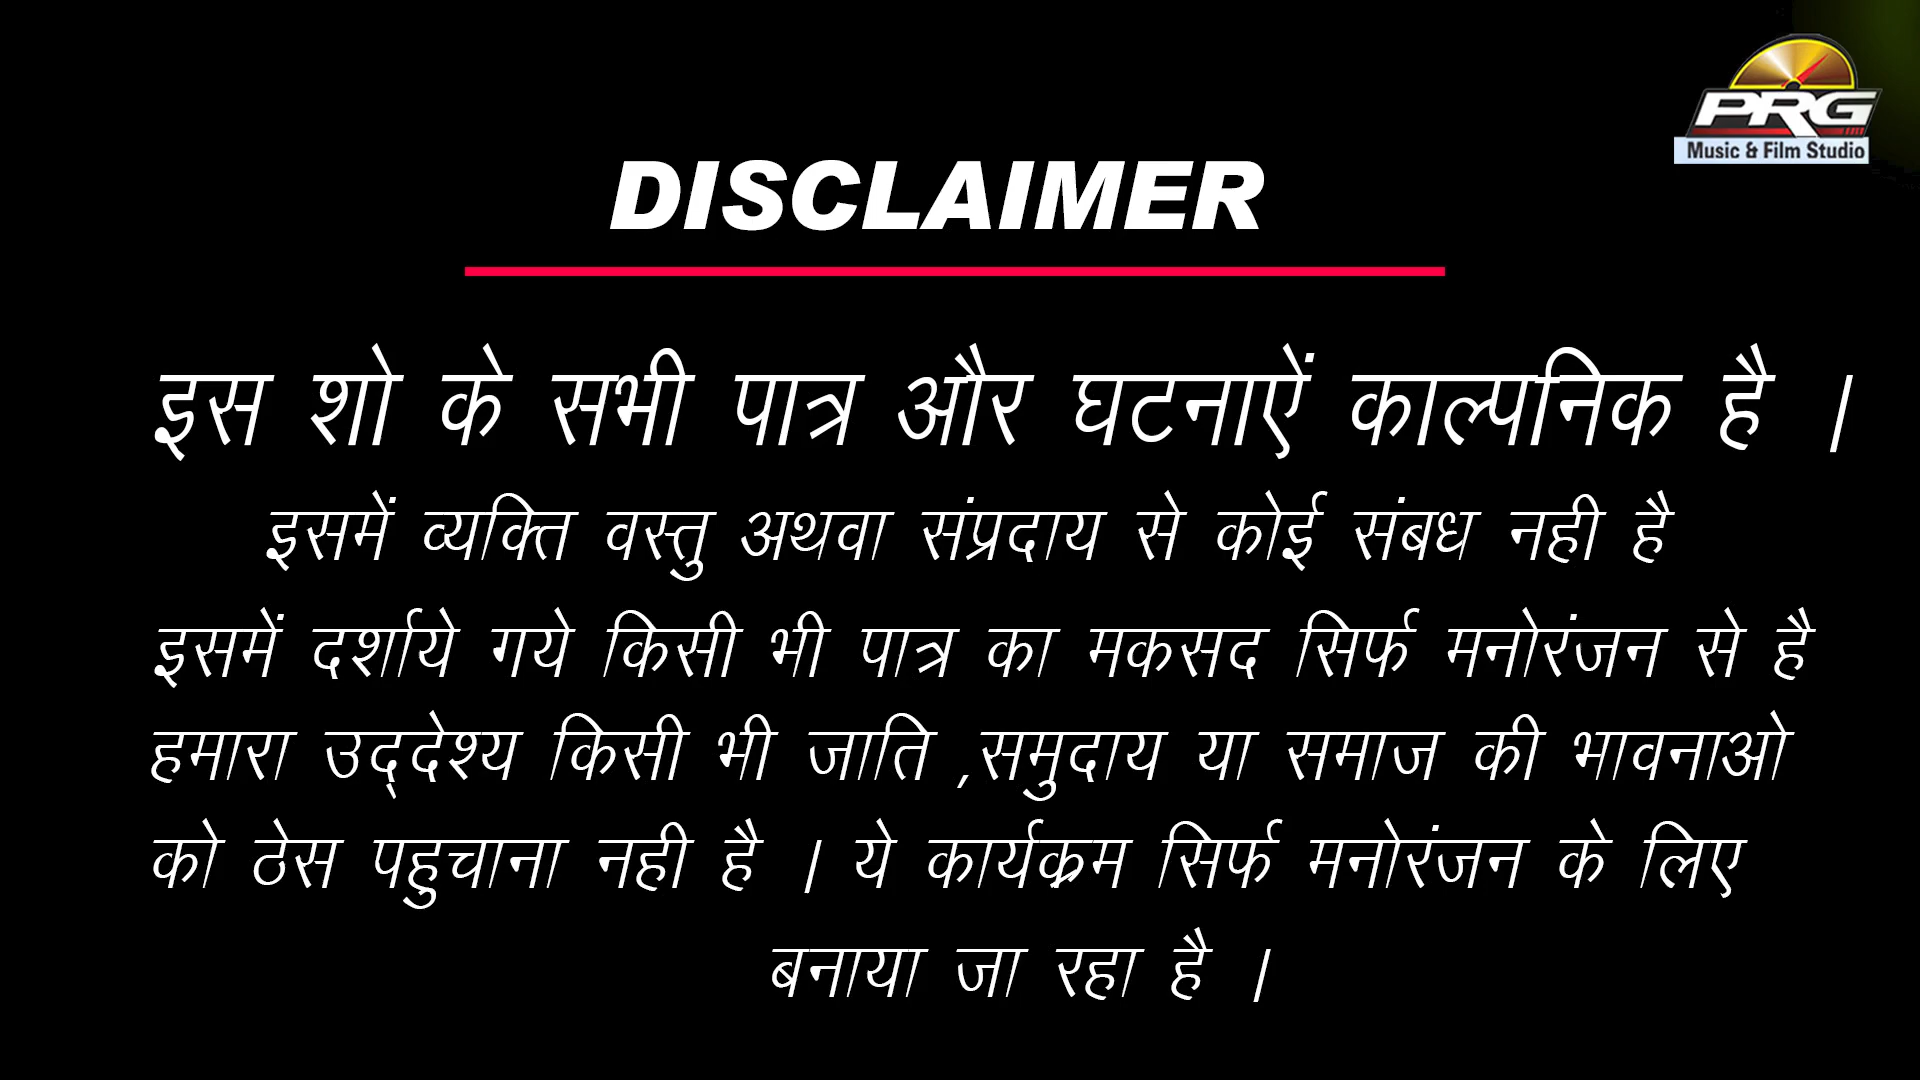 PRG
Music & Film Studio
DISCLAIMER
इस शो के सभी पात्र और घटनाऐं काल्पनिक है ।
इसमें व्यक्ति वस्तु अथवा संप्रदाय से कोई संबध नही है
इसमें दर्शाये गये किसी भी पात्र का मकसद सिर्फ मनोरंजन से है
हमारा उद्देश्य किसी भी जाति ,समुदाय या समाज की भावनाओ
को ठेस पहुचाना नही है । ये कार्यक्रम सिर्फ मनोरंजन के लिए
बनाया जा रहा है ।